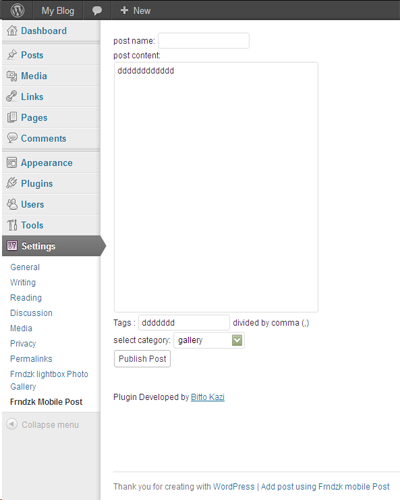 My Blog + New
Dashboard
Posts
Media
Links
Pages
Comments
Appearance
Plugins
Users
Tools
Settings
General
Writing
Reading
Discussion
Media
Privacy
Permalinks
Frndzk lightbox Photo
Gallery
Frndzk Mobile Post
Collapse menu
post name:
post content:
dddddddddddd
Tags : ddddddd divided by comma (,)
select category: gallery
Publish Post
Plugin Developed by Bitto Kazi
Thank you for creating with WordPress | Add post using Frndzk mobile Post